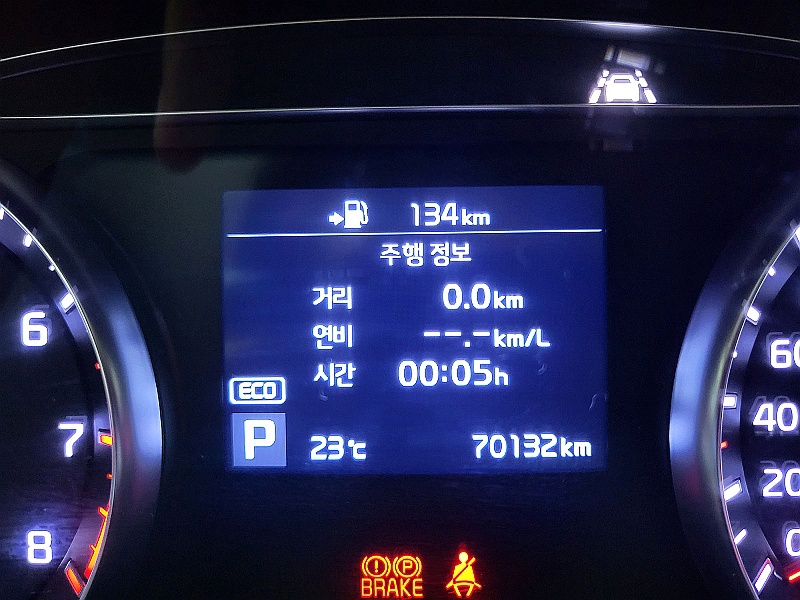 134km
주행 정보
거리 0.0km
연비 --.-km/L
시간 00:05h
ECO
P 23℃ 70132km
6
7
8
60
40
20
0
(!) (P)
BRAKE